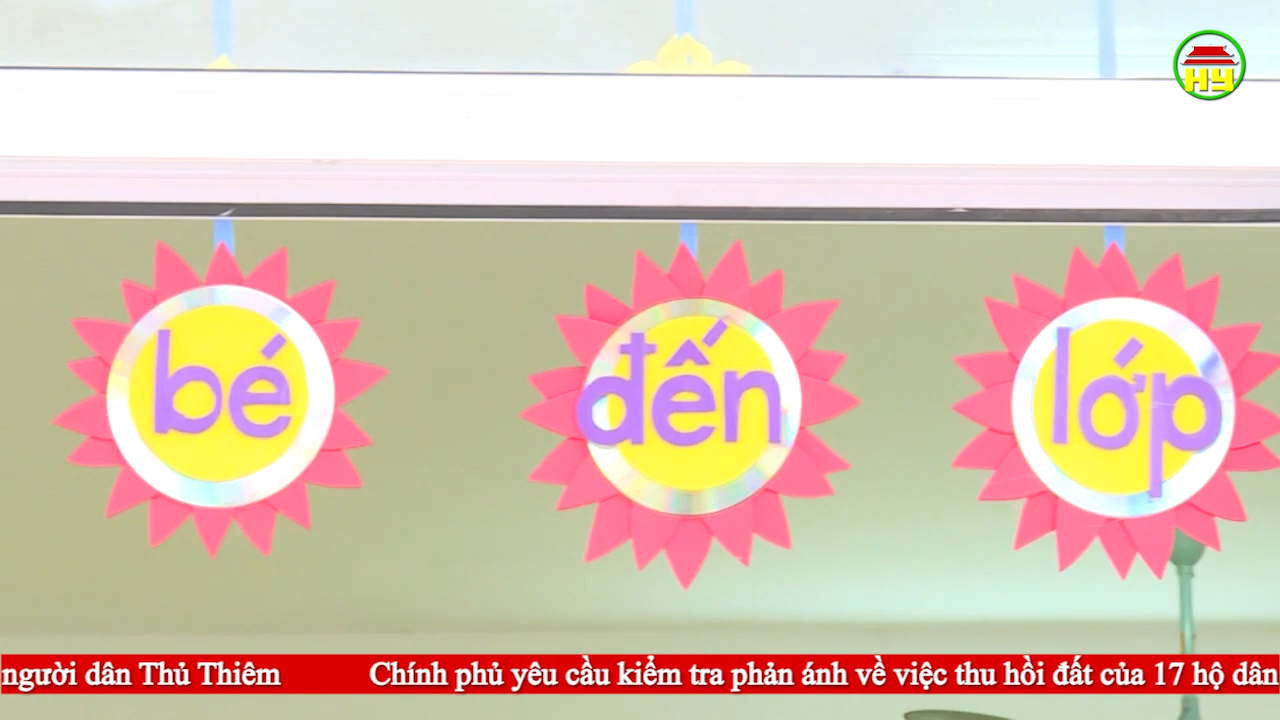 HY
bé đến lớp
người dân Thủ Thiêm Chính phủ yêu cầu kiểm tra phản ánh về việc thu hồi đất của 17 hộ dân